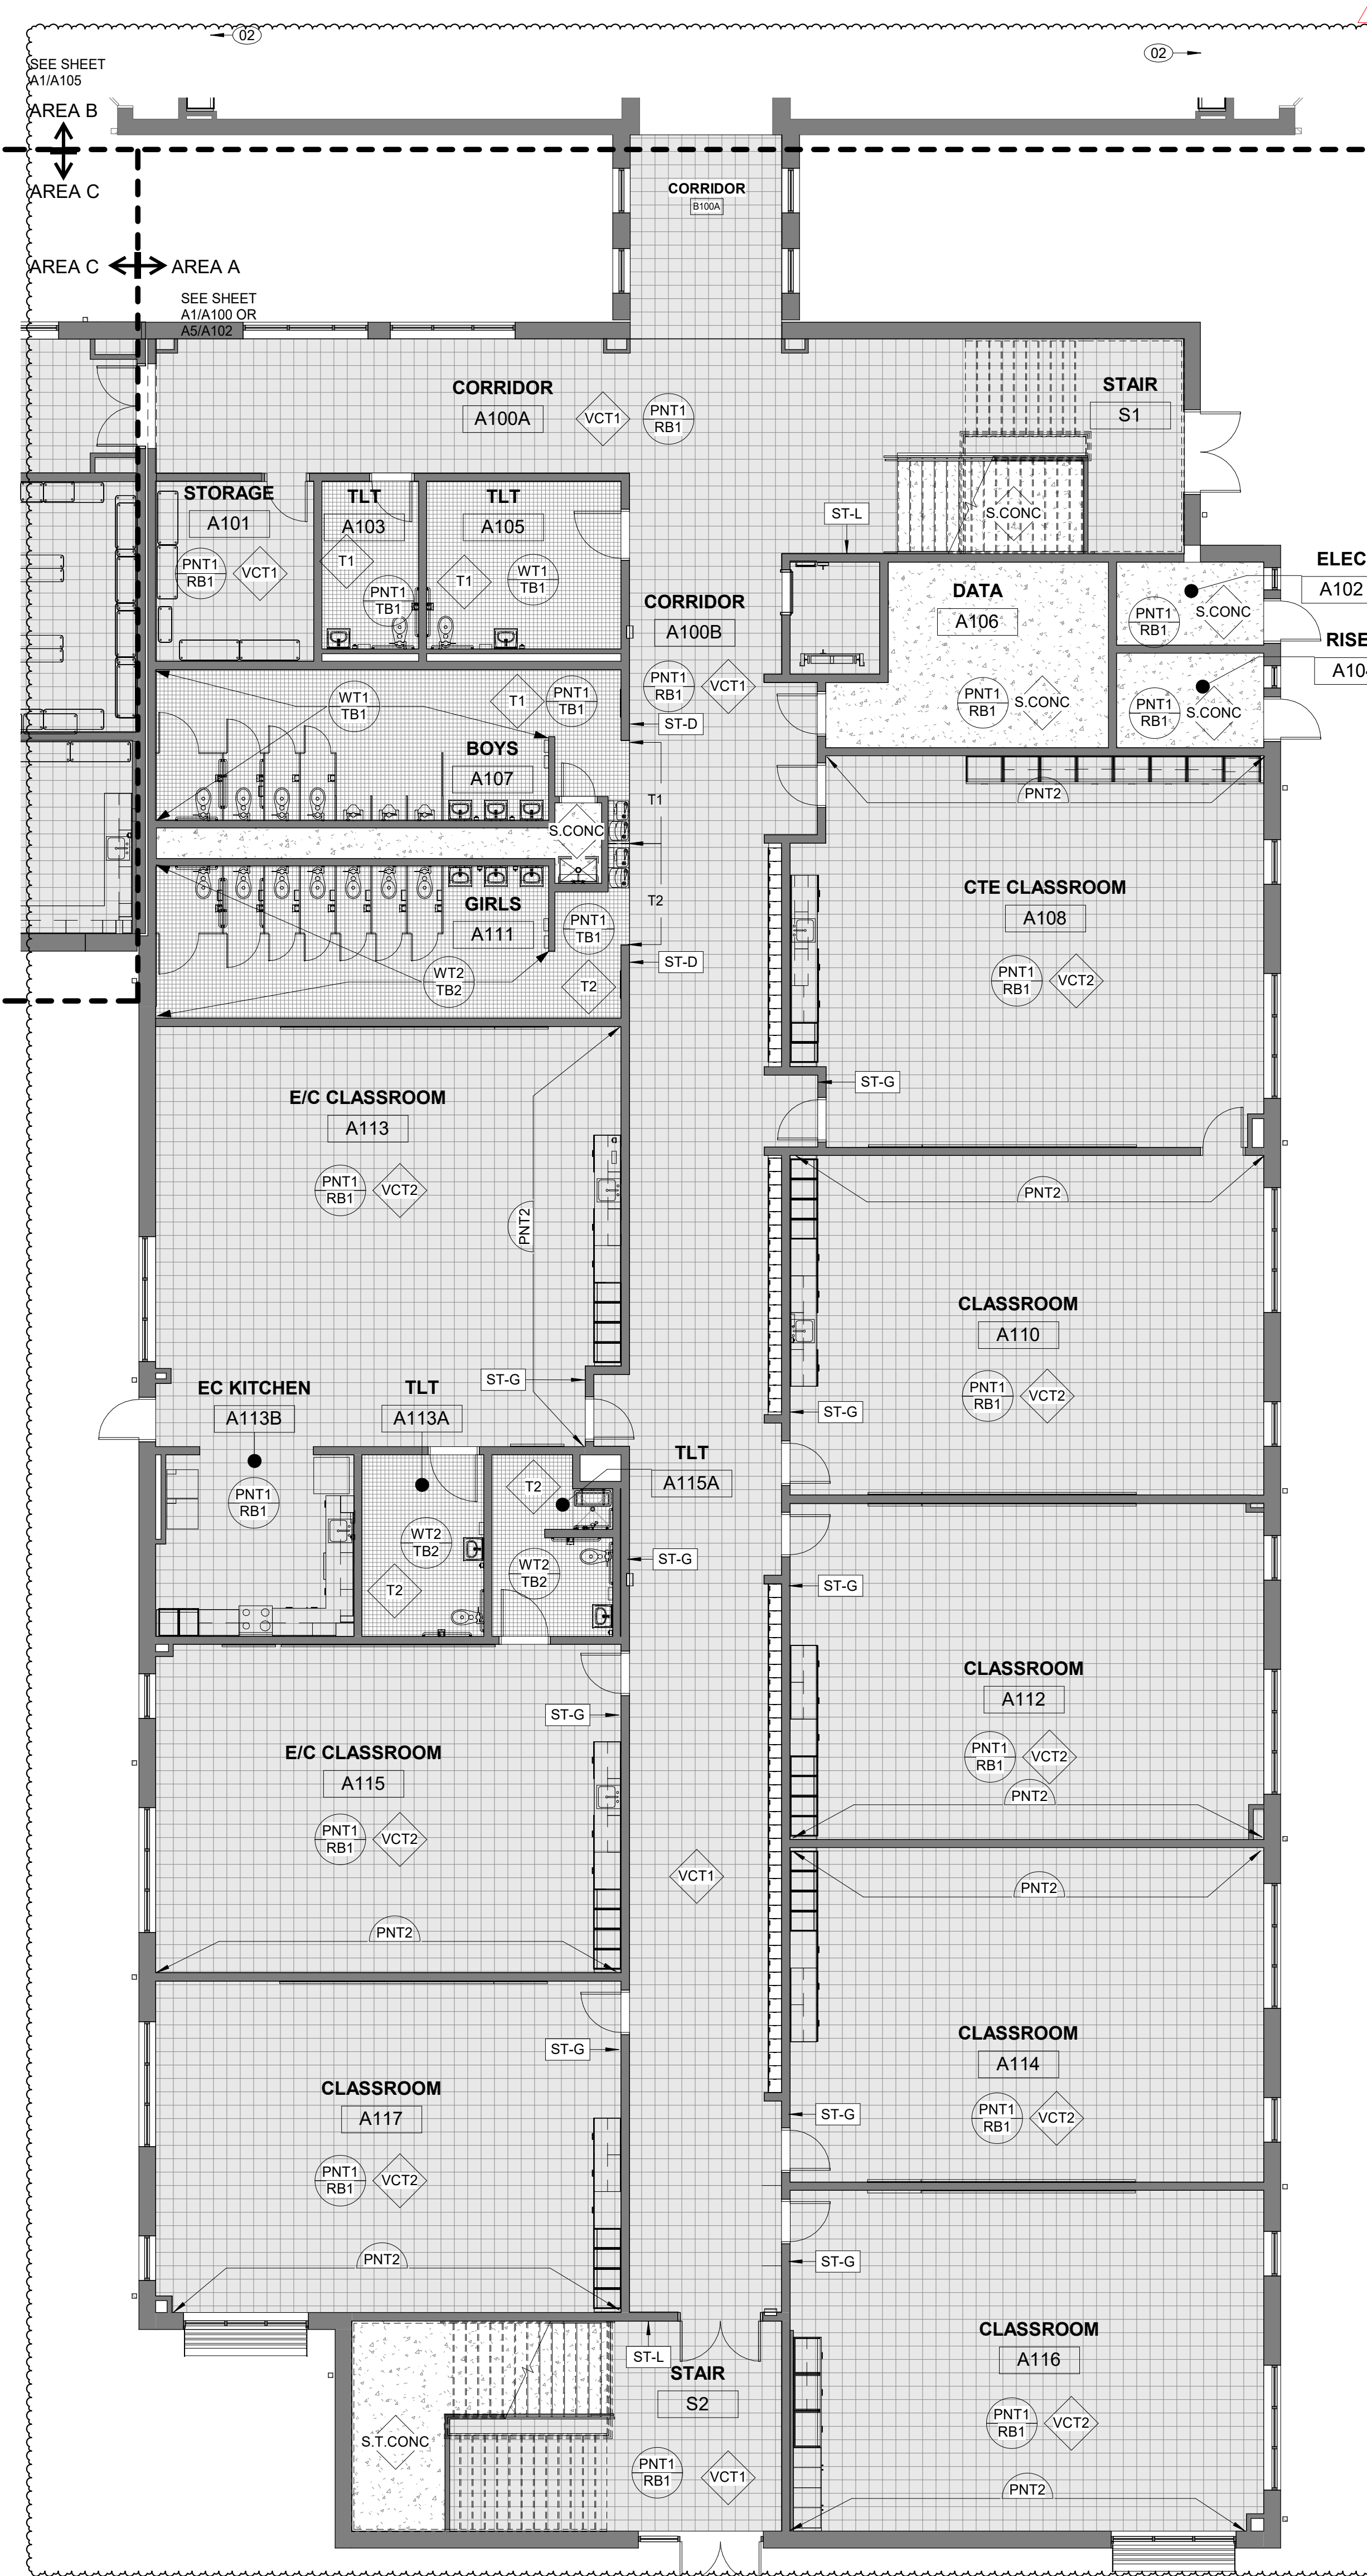 02
02
SEE SHEET
A1/A105
AREA B
AREA C
CORRIDOR
B100A
AREA C
AREA A
SEE SHEET
A1/A100 OR
A5/A102
CORRIDOR
A100A
VCT1
PNT1
RB1
STAIR
S1
S.CONC
STORAGE
A101
PNT1
RB1
VCT1
TLT
A103
T1
PNT1
TB1
TLT
A105
T1
WT1
TB1
ST-L
CORRIDOR
A100B
PNT1
RB1
VCT1
DATA
A106
PNT1
RB1
S.CONC
ELEC
A102
PNT1
RB1
S.CONC
RISE
A104
PNT1
RB1
S.CONC
WT1
TB1
T1
PNT1
TB1
ST-D
BOYS
A107
T1
S.CONC
PNT2
T2
GIRLS
A111
PNT1
TB1
WT2
TB2
T2
ST-D
CTE CLASSROOM
A108
PNT1
RB1
VCT2
ST-G
E/C CLASSROOM
A113
PNT1
RB1
VCT2
PNT2
PNT2
CLASSROOM
A110
PNT1
RB1
VCT2
ST-G
ST-G
EC KITCHEN
A113B
PNT1
RB1
TLT
A113A
WT2
TB2
T2
TLT
A115A
T2
WT2
TB2
ST-G
ST-G
CLASSROOM
A112
PNT1
RB1
VCT2
PNT2
ST-G
E/C CLASSROOM
A115
PNT1
RB1
VCT2
PNT2
VCT1
PNT2
CLASSROOM
A114
PNT1
RB1
VCT2
ST-G
ST-G
CLASSROOM
A117
PNT1
RB1
VCT2
PNT2
ST-G
CLASSROOM
A116
PNT1
RB1
VCT2
PNT2
ST-L
STAIR
S2
S.T.CONC
PNT1
RB1
VCT1